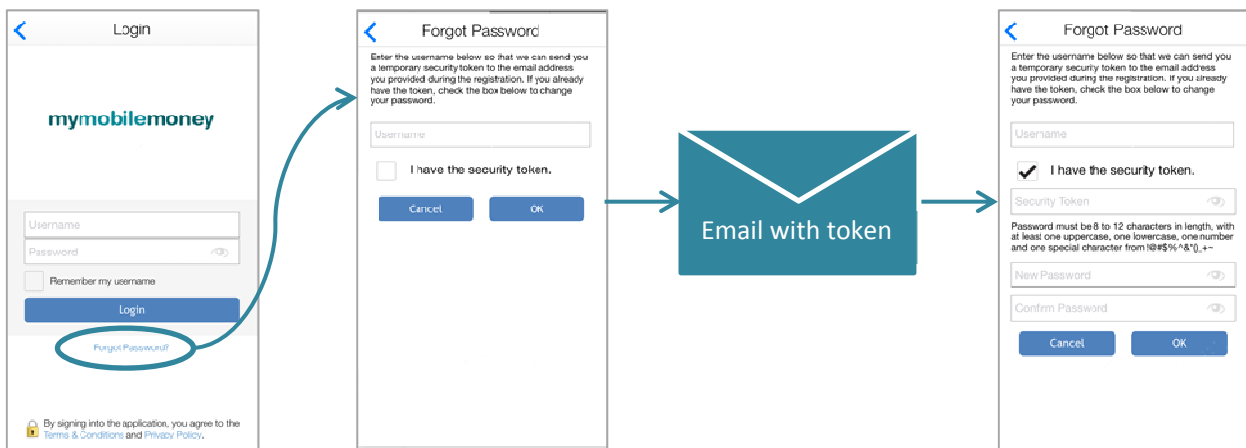 Login
mymobilemoney
Username
Password
Remember my username
Login
Forgot Password?
By signing into the application, you agree to the
Terms & Conditions and Privacy Policy.
Forgot Password
Enter the username below so that we can send you
a temporary security token to the email address
you provided during the registration. If you already
have the token, check the box below to change
your password.
Username
I have the security token.
Cancel
OK
Email with token
Forgot Password
Enter the username below so that we can send you
a temporary security token to the email address
you provided during the registration. If you already
have the token, check the box below to change
your password.
Username
I have the security token.
Security Token
Password must be 8 to 12 characters in length, with
at least one uppercase, one lowercase, one number
and one special character from !@#$%^&*()_+~
New Password
Confirm Password
Cancel
OK